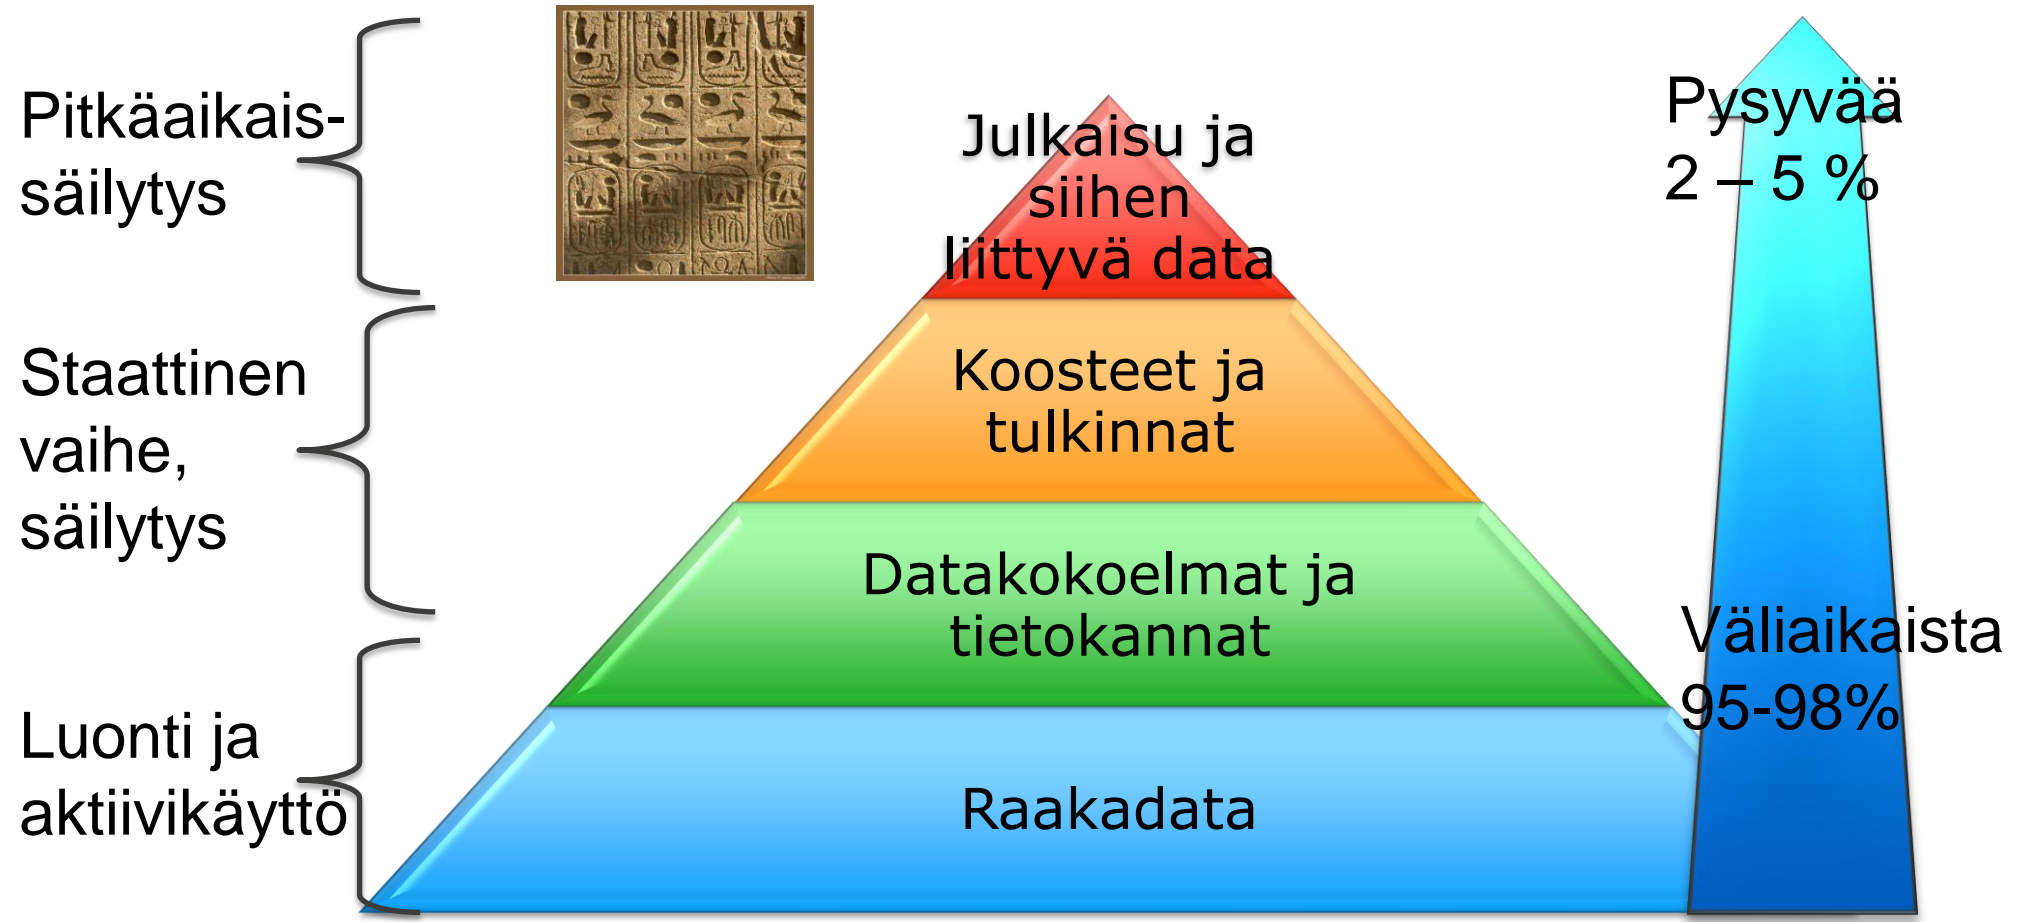 Pitkäaikais-
säilytys
Staattinen
vaihe,
säilytys
Luonti ja
aktiivikäyttö
Julkaisu ja
siihen
liittyvä data
Koosteet ja
tulkinnat
Datakokoelmat ja
tietokannat
Raakadata
Pysyvää
2 – 5 %
Väliaikaista
95-98%